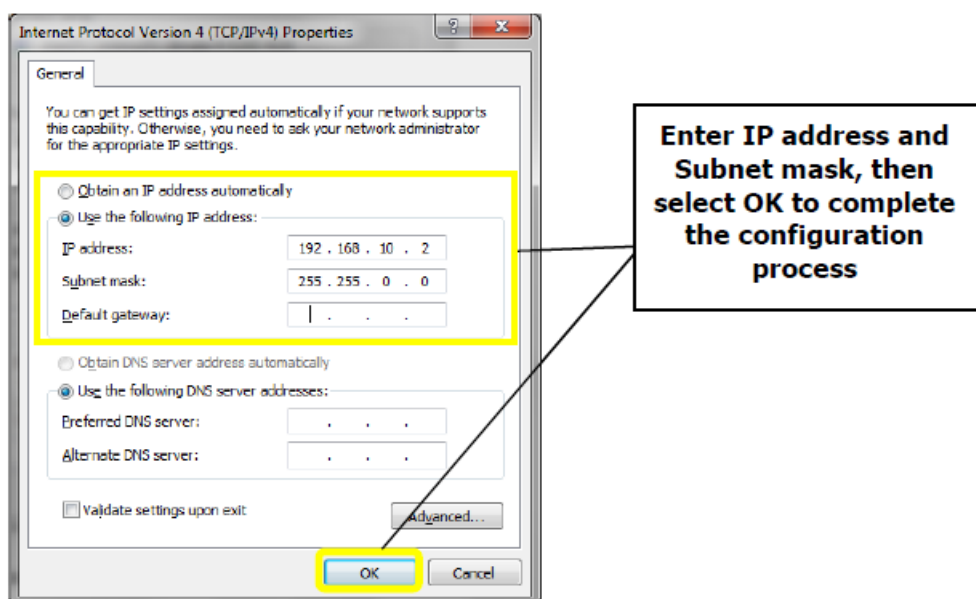 Internet Protocol Version 4 (TCP/IPv4) Properties
General
You can get IP settings assigned automatically if your network supports
this capability. Otherwise, you need to ask your network administrator
for the appropriate IP settings.
Obtain an IP address automatically
Use the following IP address:
IP address: 192 . 168 . 10 . 2
Subnet mask: 255 . 255 . 0 . 0
Default gateway: . . .
Obtain DNS server address automatically
Use the following DNS server addresses:
Preferred DNS server: . . .
Alternate DNS server: . . .
Validate settings upon exit
Advanced...
OK Cancel
Enter IP address and
Subnet mask, then
select OK to complete
the configuration
process